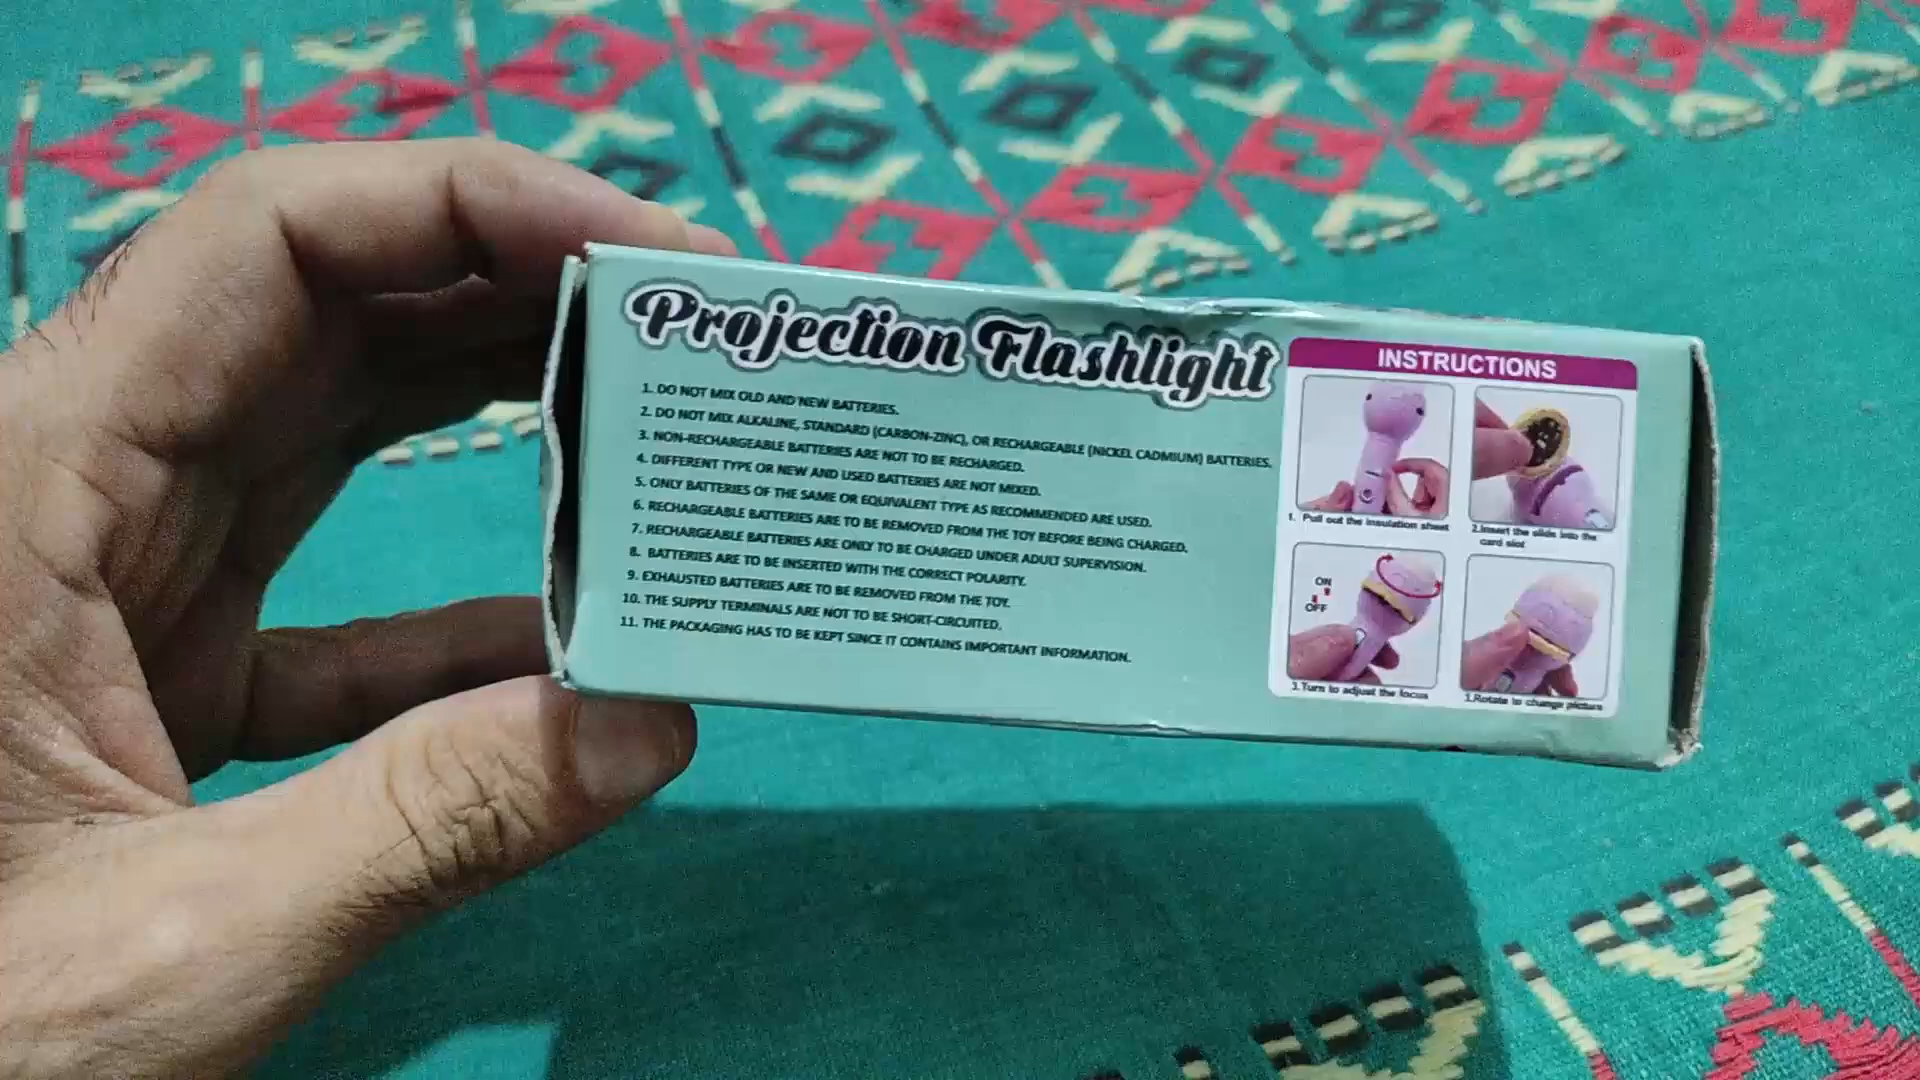 Projection Flashlight
1. DO NOT MIX OLD AND NEW BATTERIES.
2. DO NOT MIX ALKALINE, STANDARD (CARBON-ZINC), OR RECHARGEABLE (NICKEL CADMIUM) BATTERIES.
3. NON-RECHARGEABLE BATTERIES ARE NOT TO BE RECHARGED.
4. DIFFERENT TYPE OR NEW AND USED BATTERIES ARE NOT MIXED.
5. ONLY BATTERIES OF THE SAME OR EQUIVALENT TYPE AS RECOMMENDED ARE USED.
6. RECHARGEABLE BATTERIES ARE TO BE REMOVED FROM THE TOY BEFORE BEING CHARGED.
7. RECHARGEABLE BATTERIES ARE ONLY TO BE CHARGED UNDER ADULT SUPERVISION.
8. BATTERIES ARE TO BE INSERTED WITH THE CORRECT POLARITY.
9. EXHAUSTED BATTERIES ARE TO BE REMOVED FROM THE TOY.
10. THE SUPPLY TERMINALS ARE NOT TO BE SHORT-CIRCUITED.
11. THE PACKAGING HAS TO BE KEPT SINCE IT CONTAINS IMPORTANT INFORMATION.
INSTRUCTIONS
1. Pull out the insulation sheet
2.Insert the slide into the
card slot
ON
OFF
3.Turn to adjust the focus
3.Rotate to change picture